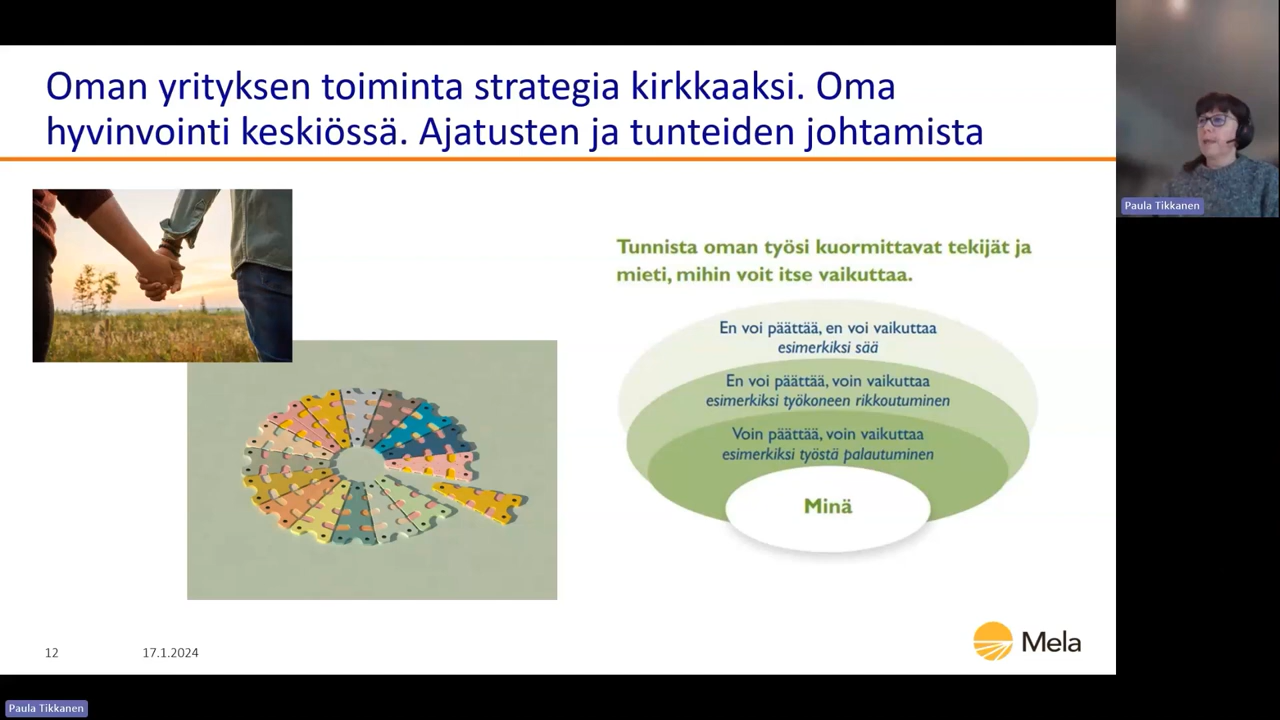 Oman yrityksen toiminta strategia kirkkaaksi. Oma
hyvinvointi keskiössä. Ajatusten ja tunteiden johtamista
Tunnista oman työsi kuormittavat tekijät ja
mieti, mihin voit itse vaikuttaa.
En voi päättää, en voi vaikuttaa
esimerkiksi sää
En voi päättää, voin vaikuttaa
esimerkiksi työkoneen rikkoutuminen
Voin päättää, voin vaikuttaa
esimerkiksi työstä palautuminen
Minä
12
17.1.2024
Mela
Paula Tikkanen
Paula Tikkanen